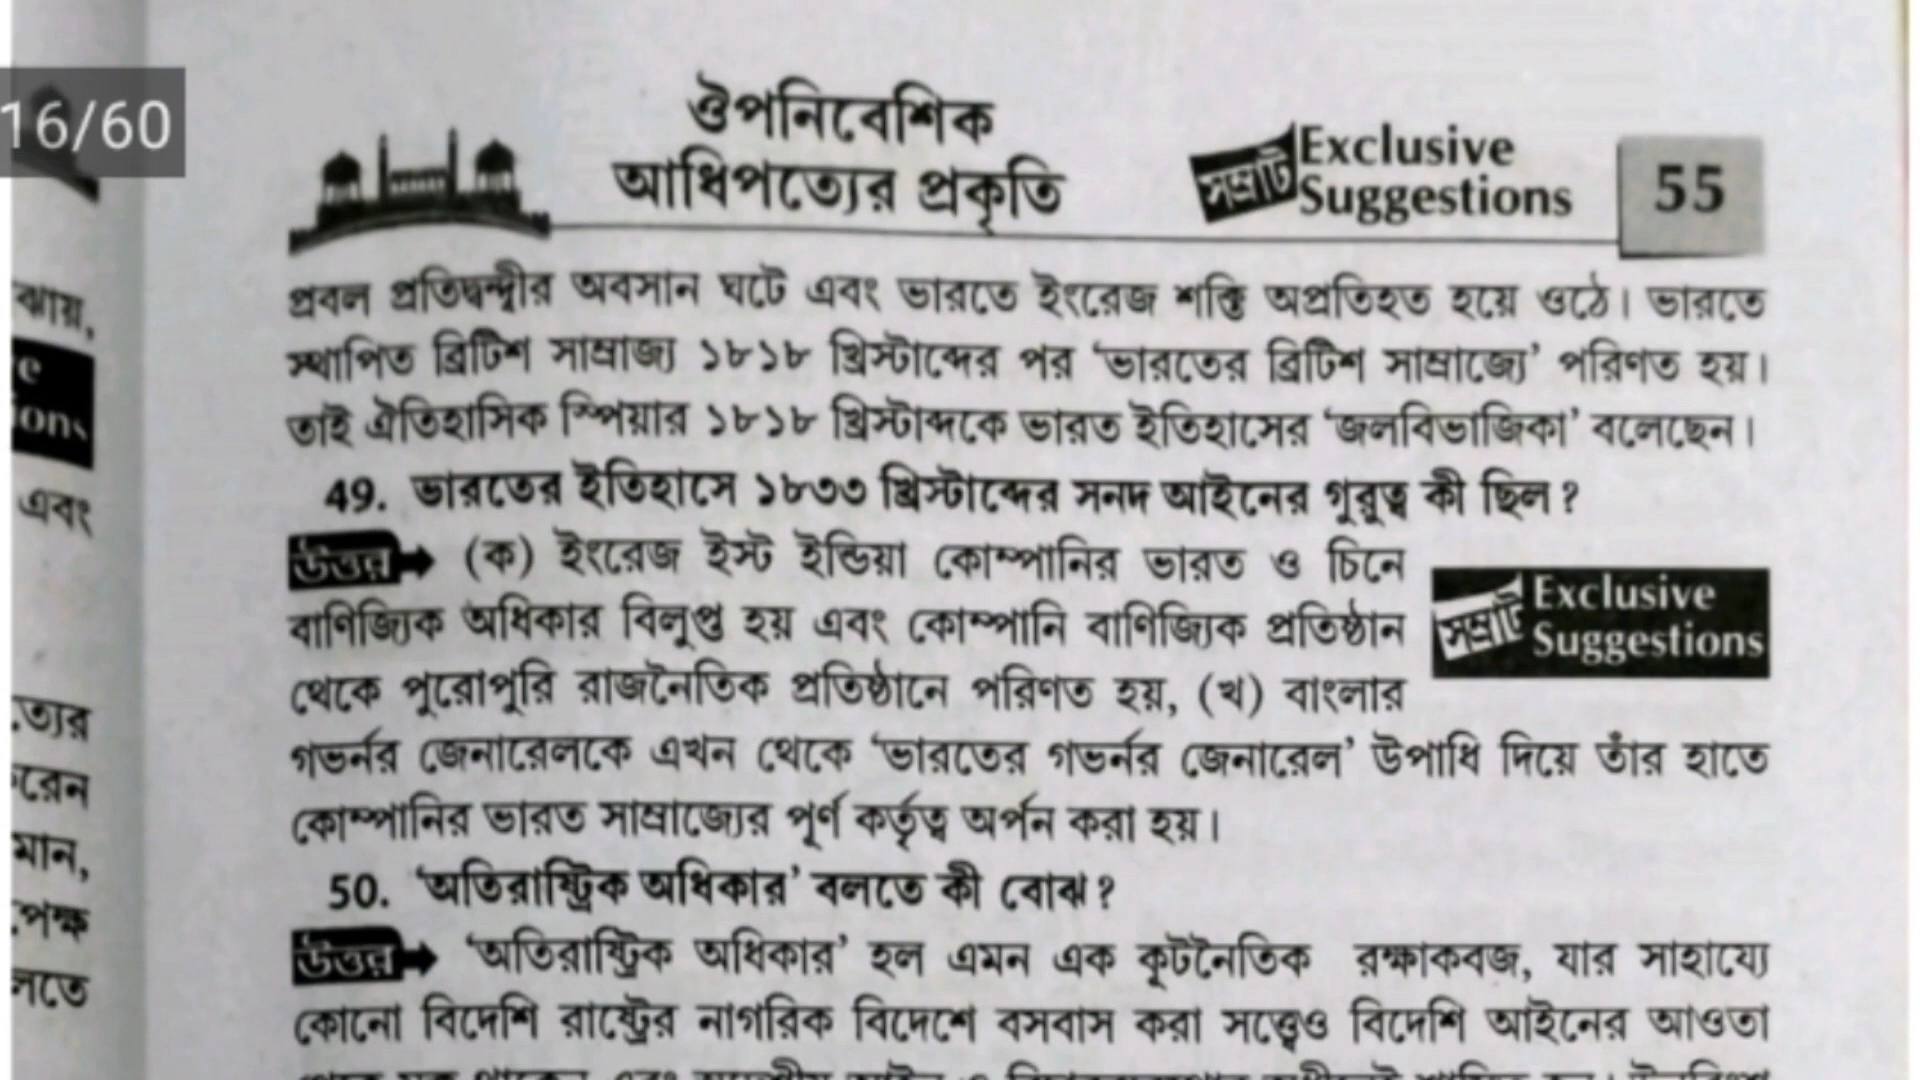 16/60
ঔপনিবেশিক
আধিপত্যের প্রকৃতি
সম্রাট Exclusive
Suggestions
55
প্রবল প্রতিদ্বন্দ্বীর অবসান ঘটে এবং ভারতে ইংরেজ শক্তি অপ্রতিহত হয়ে ওঠে। ভারতে
স্থাপিত ব্রিটিশ সাম্রাজ্য ১৮১৮ খ্রিস্টাব্দের পর ‘ভারতের ব্রিটিশ সাম্রাজ্যে’ পরিণত হয়।
তাই ঐতিহাসিক স্পিয়ার ১৮১৮ খ্রিস্টাব্দকে ভারত ইতিহাসের ‘জলবিভাজিকা’ বলেছেন।
49. ভারতের ইতিহাসে ১৮৩৩ খ্রিস্টাব্দের সনদ আইনের গুরুত্ব কী ছিল ?
উত্তর (ক) ইংরেজ ইস্ট ইন্ডিয়া কোম্পানির ভারত ও চিনে
বাণিজ্যিক অধিকার বিলুপ্ত হয় এবং কোম্পানি বাণিজ্যিক প্রতিষ্ঠান
থেকে পুরোপুরি রাজনৈতিক প্রতিষ্ঠানে পরিণত হয়, (খ) বাংলার
সম্রাট Exclusive
Suggestions
গভর্নর জেনারেলকে এখন থেকে ‘ভারতের গভর্নর জেনারেল’ উপাধি দিয়ে তাঁর হাতে
কোম্পানির ভারত সাম্রাজ্যের পূর্ণ কর্তৃত্ব অর্পন করা হয়।
50. ‘অতিরাষ্ট্রিক অধিকার’ বলতে কী বোঝ ?
উত্তর ‘অতিরাষ্ট্রিক অধিকার’ হল এমন এক কূটনৈতিক রক্ষাকবজ, যার সাহায্যে
কোনো বিদেশি রাষ্ট্রের নাগরিক বিদেশে বসবাস করা সত্ত্বেও বিদেশি আইনের আওতা